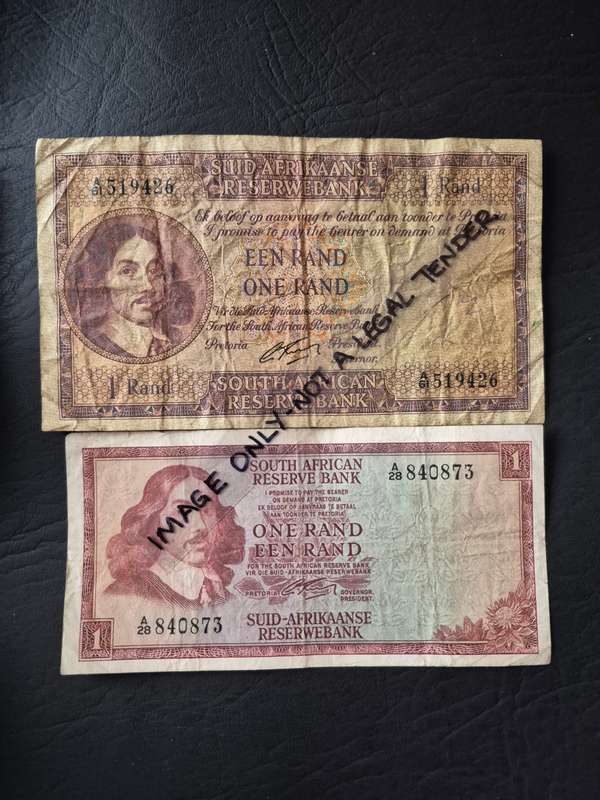 SUID-AFRIKAANSE
RESERWEBANK
A/61 519426
1 Rand
Ek beloof op aanvraag te betaal aan toonder te Pretoria
I promise to pay the bearer on demand at Pretoria
EEN RAND
ONE RAND
Vir die Suid-Afrikaanse Reservebank
For the South African Reserve Bank
Pretoria
Governor.
1 Rand
A/61 519426
SOUTH AFRICAN
RESERVE BANK
IMAGE ONLY-NOT A LEGAL TENDER
SOUTH AFRICAN
RESERVE BANK
A/28 840873
1
I PROMISE TO PAY THE BEARER
ON DEMAND AT PRETORIA
EK BELOOF OP AANVRAAG TE BETAAL
AAN TOONDER TE PRETORIA
ONE RAND
EEN RAND
FOR THE SOUTH AFRICAN RESERVE BANK
VIR DIE SUID-AFRIKAANSE RESERWEBANK
PRETORIA
GOVERNOR.
PRESIDENT.
A/28 840873
1
SUID-AFRIKAANSE
RESERWEBANK